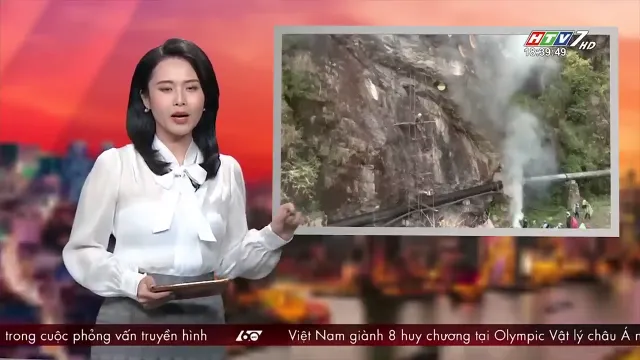 HTV7 HD
18:39:49
trong cuộc phỏng vấn truyền hình 60 Việt Nam giành 8 huy chương tại Olympic Vật lý châu Á